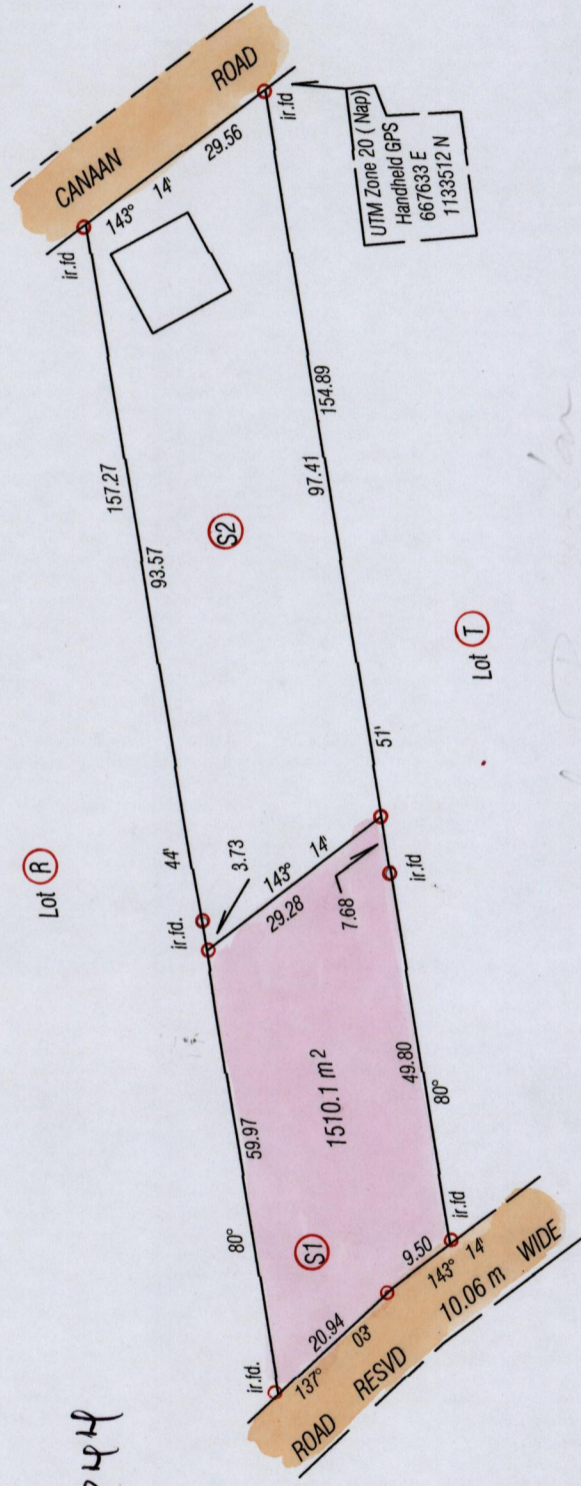 CANAAN ROAD
ir.fd
143° 14'
29.56
ir.fd
UTM Zone 20 ( Nap)
Handheld GPS
667633 E
1133512 N
157.27
93.57
154.89
97.41
S2
Lot R
Lot T
44'
51'
ir.fd.
3.73
143° 14'
29.28
7.68
ir.fd
59.97
1510.1 m²
49.80
80°
80°
S1
ir.fd.
ir.fd
137° 03'
20.94
9.50
143° 14'
ROAD RESVD 10.06 m WIDE